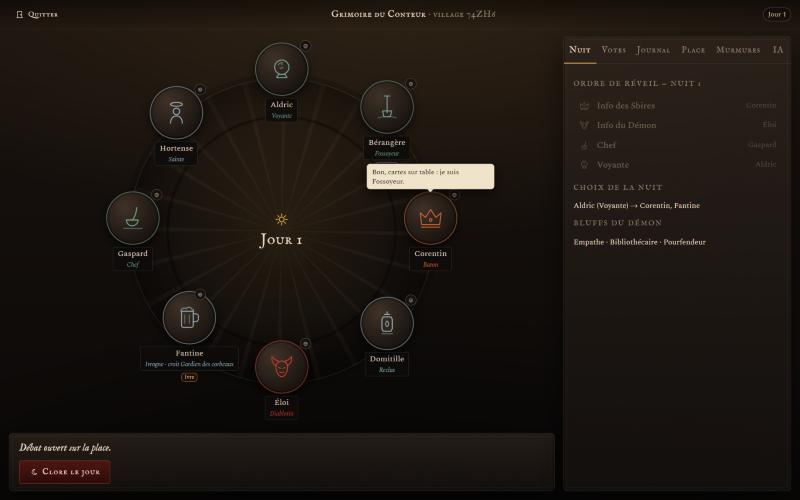 Quitter
Grimoire du Conteur · village 74ZH6
Jour 1
Nuit Votes Journal Place Murmures IA
ORDRE DE RÉVEIL — NUIT 1
Info des Sbires Corentin
Info du Démon Éloi
Chef Gaspard
Voyante Aldric
CHOIX DE LA NUIT
Aldric (Voyante) → Corentin, Fantine
BLUFFS DU DÉMON
Empathe · Bibliothécaire · Pourfendeur
Aldric
Voyante
Bérangère
Fossoyeur
Hortense
Sainte
Bon, cartes sur table : je suis
Fossoyeur.
Gaspard
Chef
Jour 1
Corentin
Baron
Fantine
Ivrogne · croit Gardien des corbeaux
Ivre
Domitille
Reclus
Éloi
Diablotin
Débat ouvert sur la place.
Clore le jour